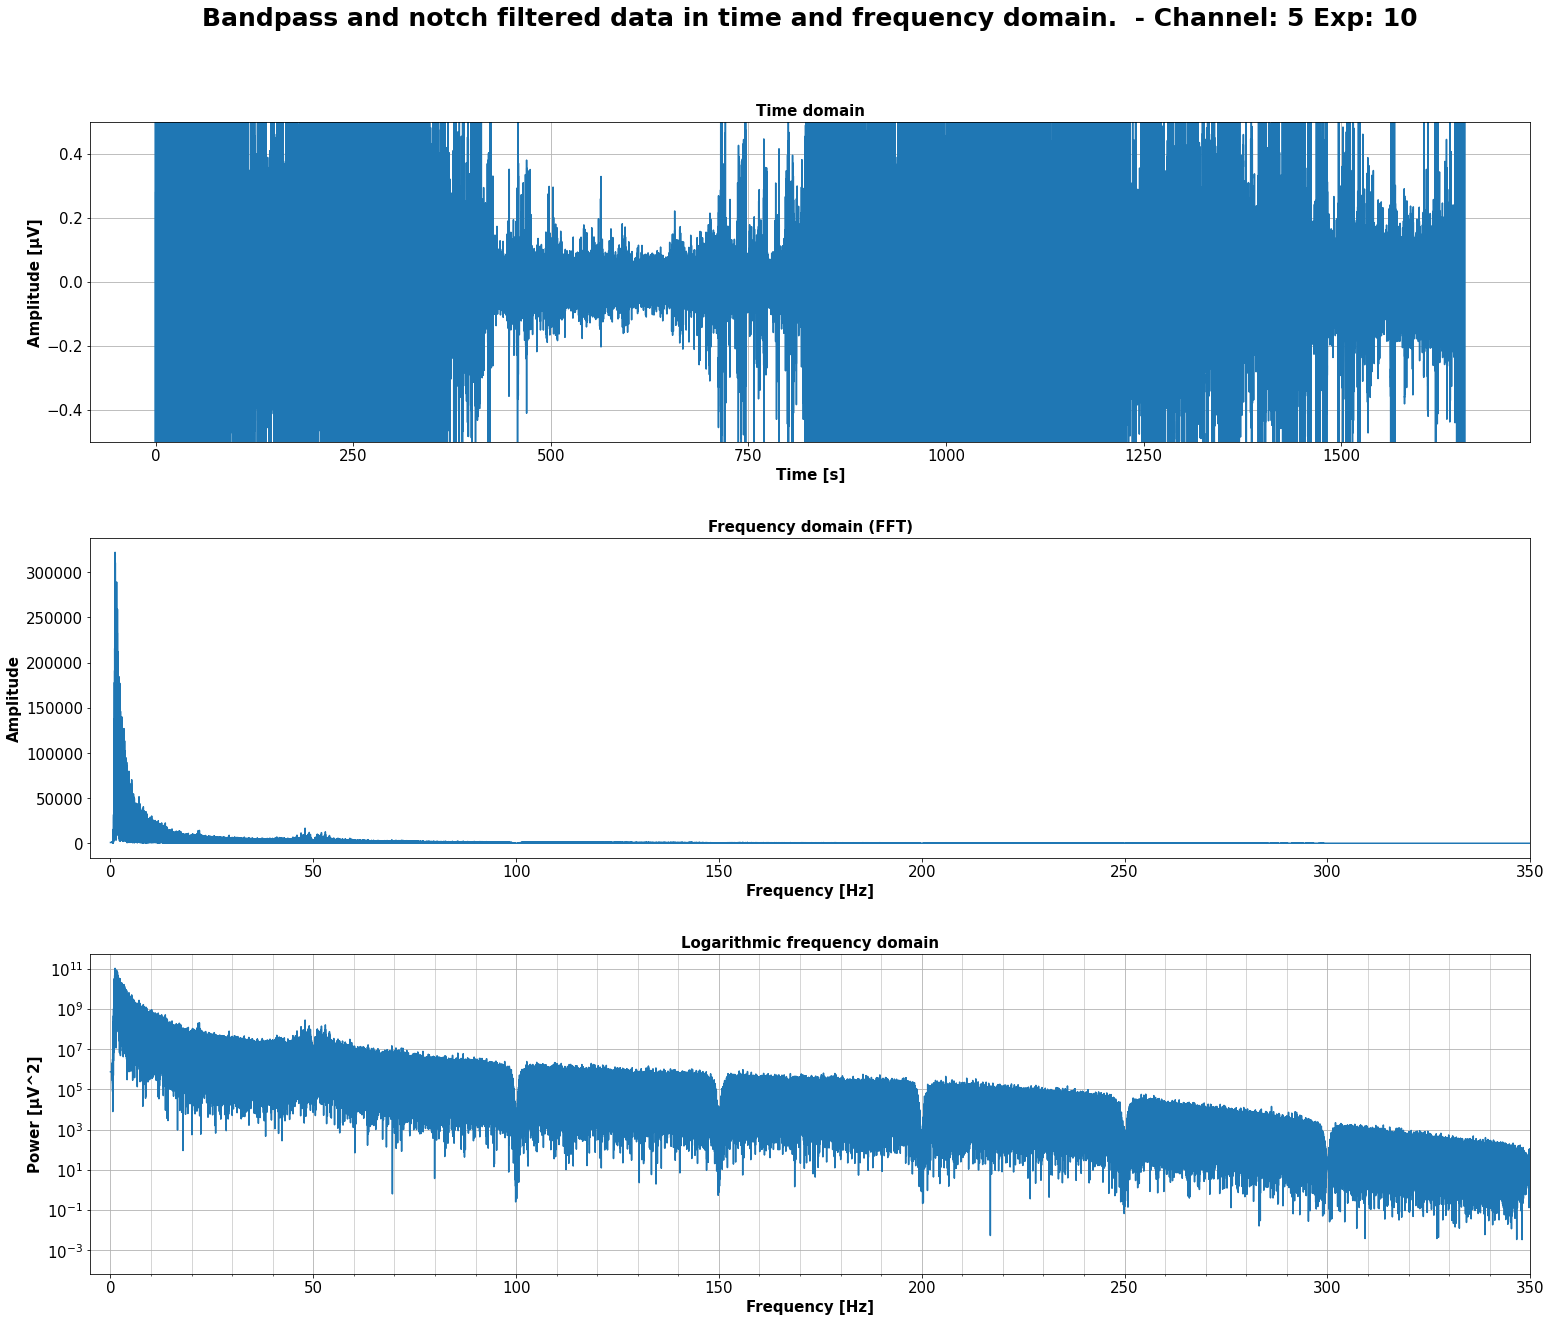 Bandpass and notch filtered data in time and frequency domain.  - Channel: 5 Exp: 10
Time domain
Amplitude [µV]
0.4
0.2
0.0
−0.2
−0.4
0 250 500 750 1000 1250 1500
Time [s]
Frequency domain (FFT)
Amplitude
300000
250000
200000
150000
100000
50000
0
0 50 100 150 200 250 300 350
Frequency [Hz]
Logarithmic frequency domain
Power [µV^2]
10^11
10^9
10^7
10^5
10^3
10^1
10^−1
10^−3
0 50 100 150 200 250 300 350
Frequency [Hz]